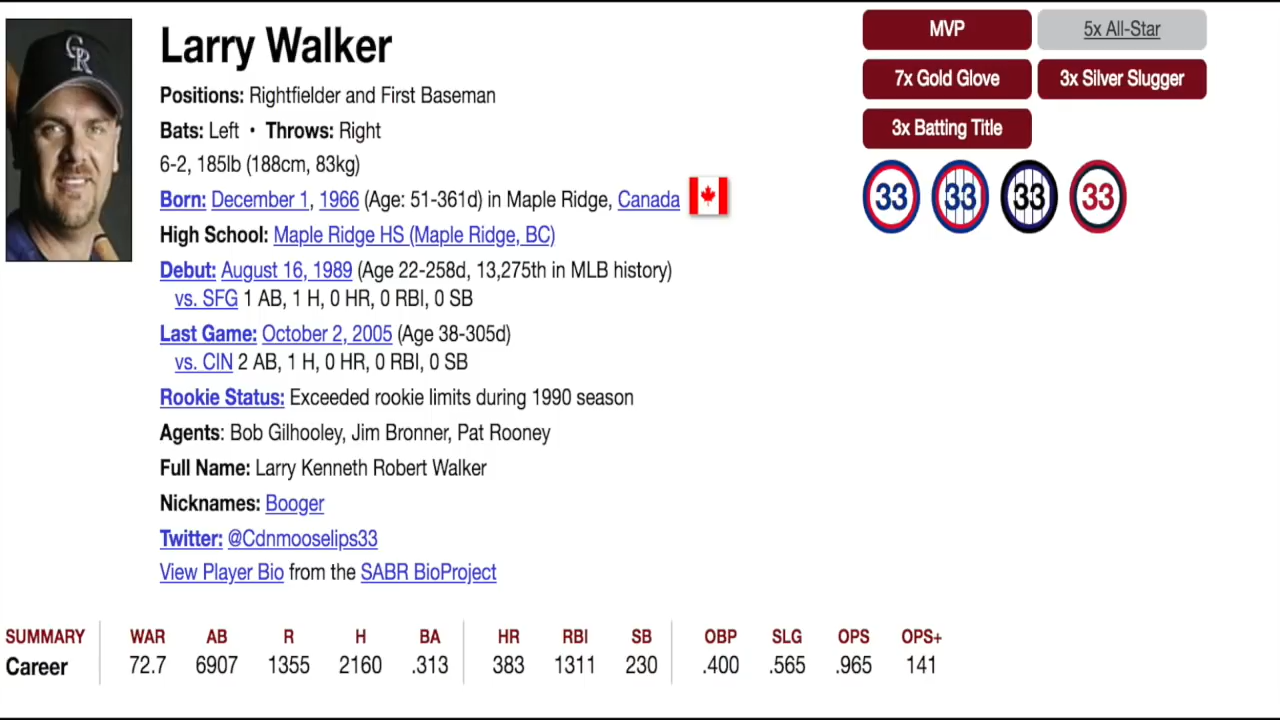 Larry Walker
Positions: Rightfielder and First Baseman
Bats: Left • Throws: Right
6-2, 185lb (188cm, 83kg)
Born: December 1, 1966 (Age: 51-361d) in Maple Ridge, Canada
High School: Maple Ridge HS (Maple Ridge, BC)
Debut: August 16, 1989 (Age 22-258d, 13,275th in MLB history)
vs. SFG 1 AB, 1 H, 0 HR, 0 RBI, 0 SB
Last Game: October 2, 2005 (Age 38-305d)
vs. CIN 2 AB, 1 H, 0 HR, 0 RBI, 0 SB
Rookie Status: Exceeded rookie limits during 1990 season
Agents: Bob Gilhooley, Jim Bronner, Pat Rooney
Full Name: Larry Kenneth Robert Walker
Nicknames: Booger
Twitter: @Cdnmooselips33
View Player Bio from the SABR BioProject
MVP 5x All-Star
7x Gold Glove 3x Silver Slugger
3x Batting Title
33 33 33 33
CR
SUMMARY WAR AB R H BA HR RBI SB OBP SLG OPS OPS+
Career 72.7 6907 1355 2160 .313 383 1311 230 .400 .565 .965 141